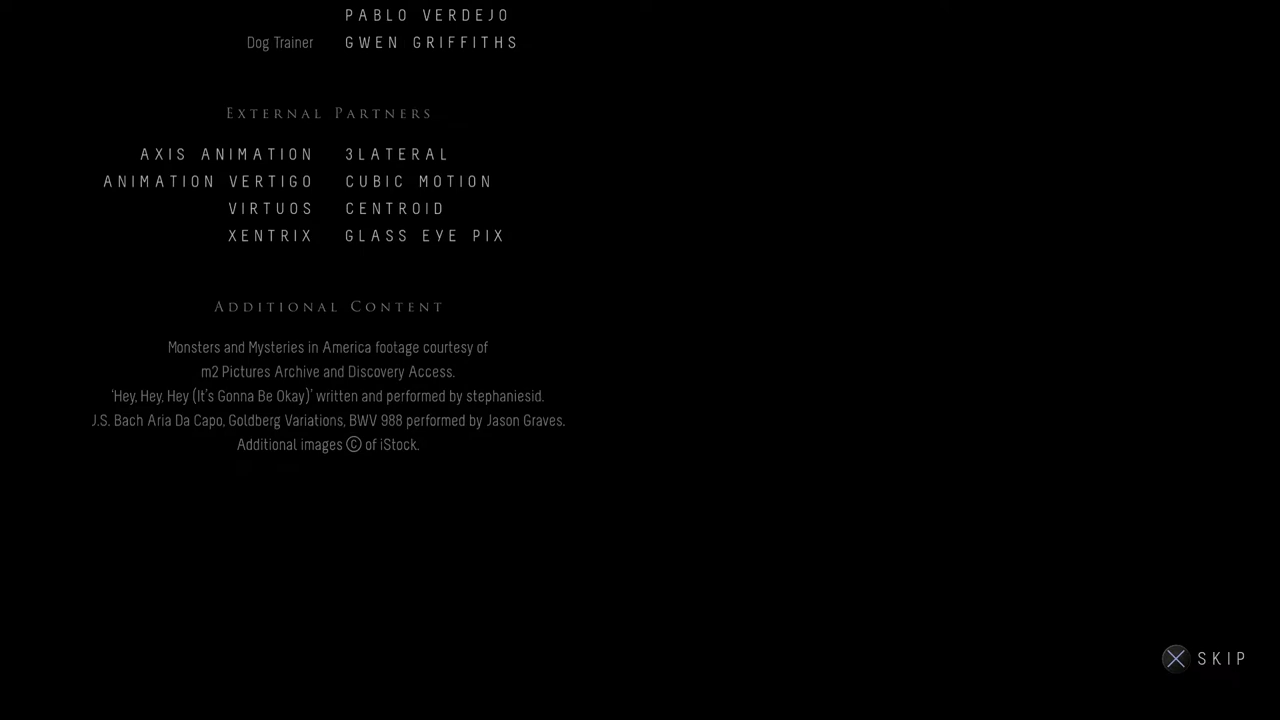 PABLO VERDEJO
Dog Trainer GWEN GRIFFITHS
External Partners
AXIS ANIMATION 3LATERAL
ANIMATION VERTIGO CUBIC MOTION
VIRTUOS CENTROID
XENTRIX GLASS EYE PIX
Additional Content
Monsters and Mysteries in America footage courtesy of
m2 Pictures Archive and Discovery Access.
'Hey, Hey, Hey (It's Gonna Be Okay)' written and performed by stephaniesid.
J.S. Bach Aria Da Capo, Goldberg Variations, BWV 988 performed by Jason Graves.
Additional images © of iStock.
SKIP